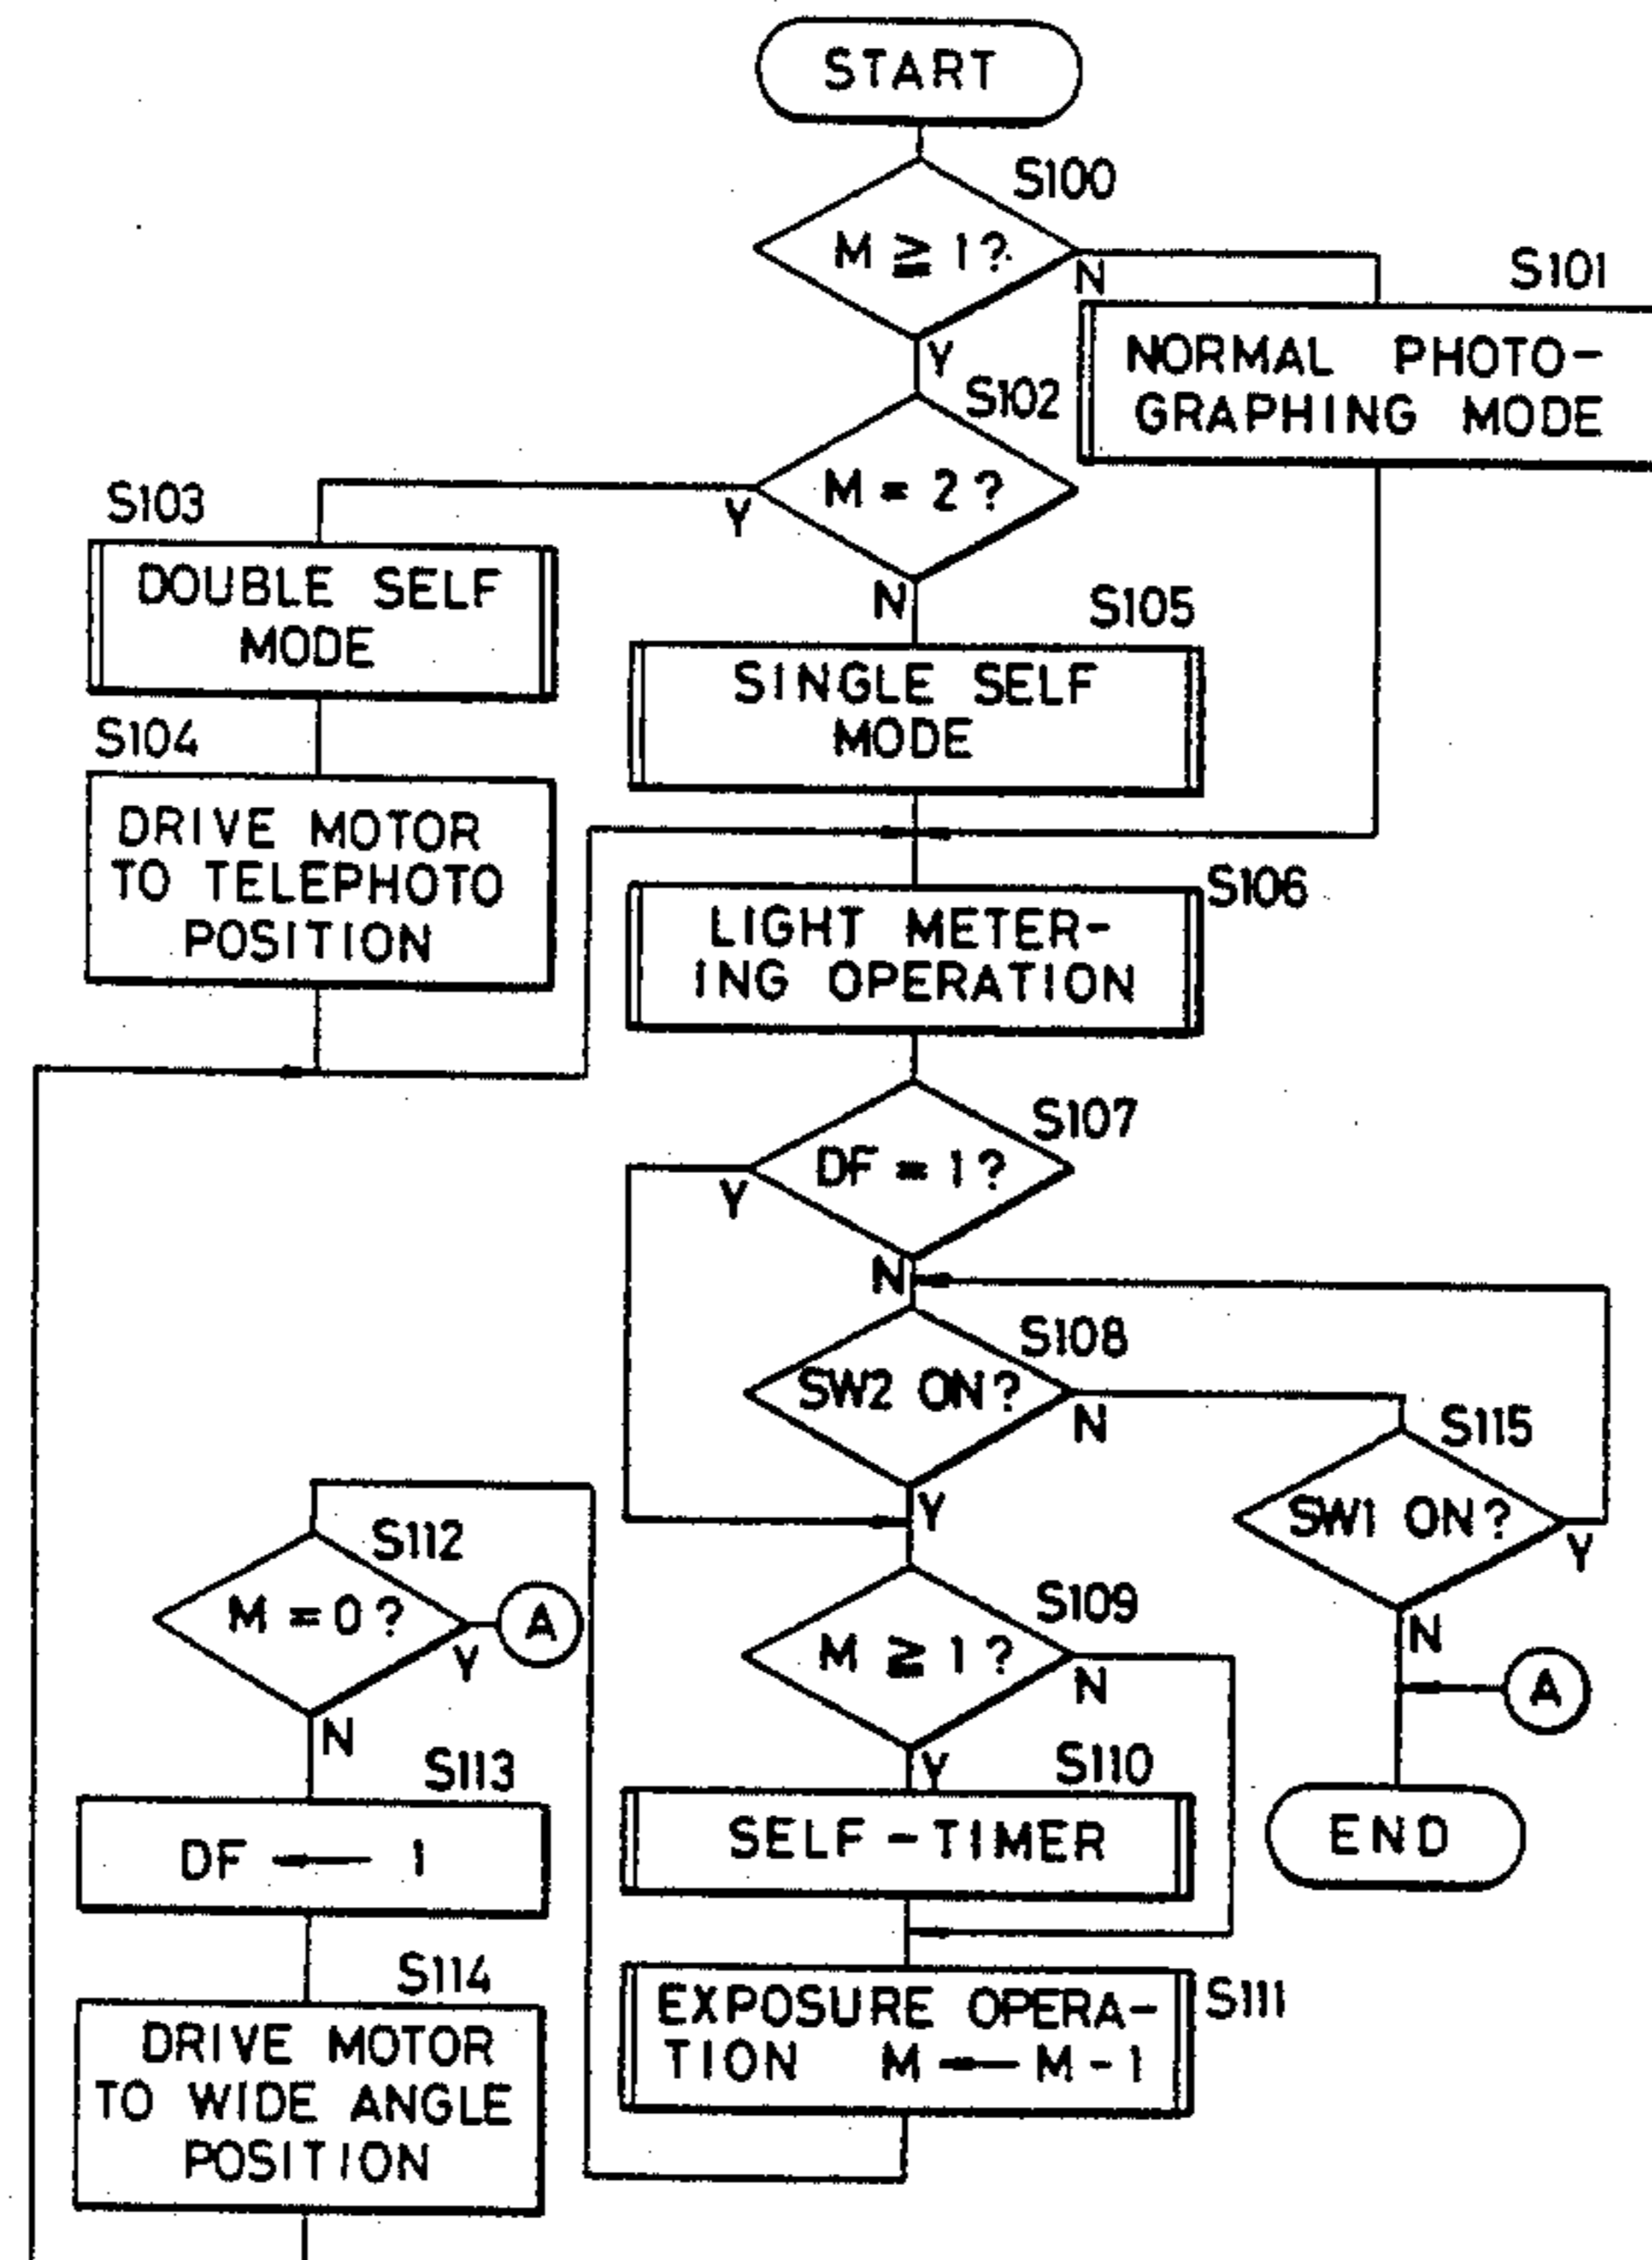 START
S100
M ≧ 1?
N
Y
S101
NORMAL PHOTO-
GRAPHING MODE
S102
M = 2?
Y
N
S103
DOUBLE SELF
MODE
S104
DRIVE MOTOR
TO TELEPHOTO
POSITION
S105
SINGLE SELF
MODE
S106
LIGHT METER-
ING OPERATION
S107
DF = 1?
Y
N
S108
SW2 ON?
N
Y
S115
SW1 ON?
Y
N
A
END
S109
M ≧ 1?
N
Y
S110
SELF-TIMER
S111
EXPOSURE OPERA-
TION M ← M-1
S112
M = 0?
Y
A
N
S113
DF ← 1
S114
DRIVE MOTOR
TO WIDE ANGLE
POSITION